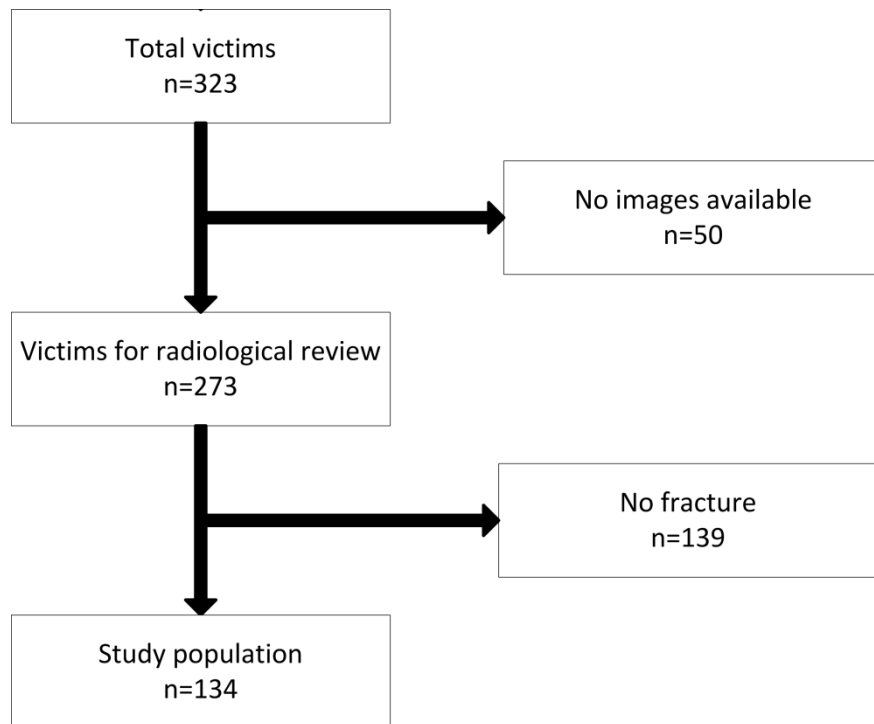 Total victims
n=323
No images available
n=50
Victims for radiological review
n=273
No fracture
n=139
Study population
n=134